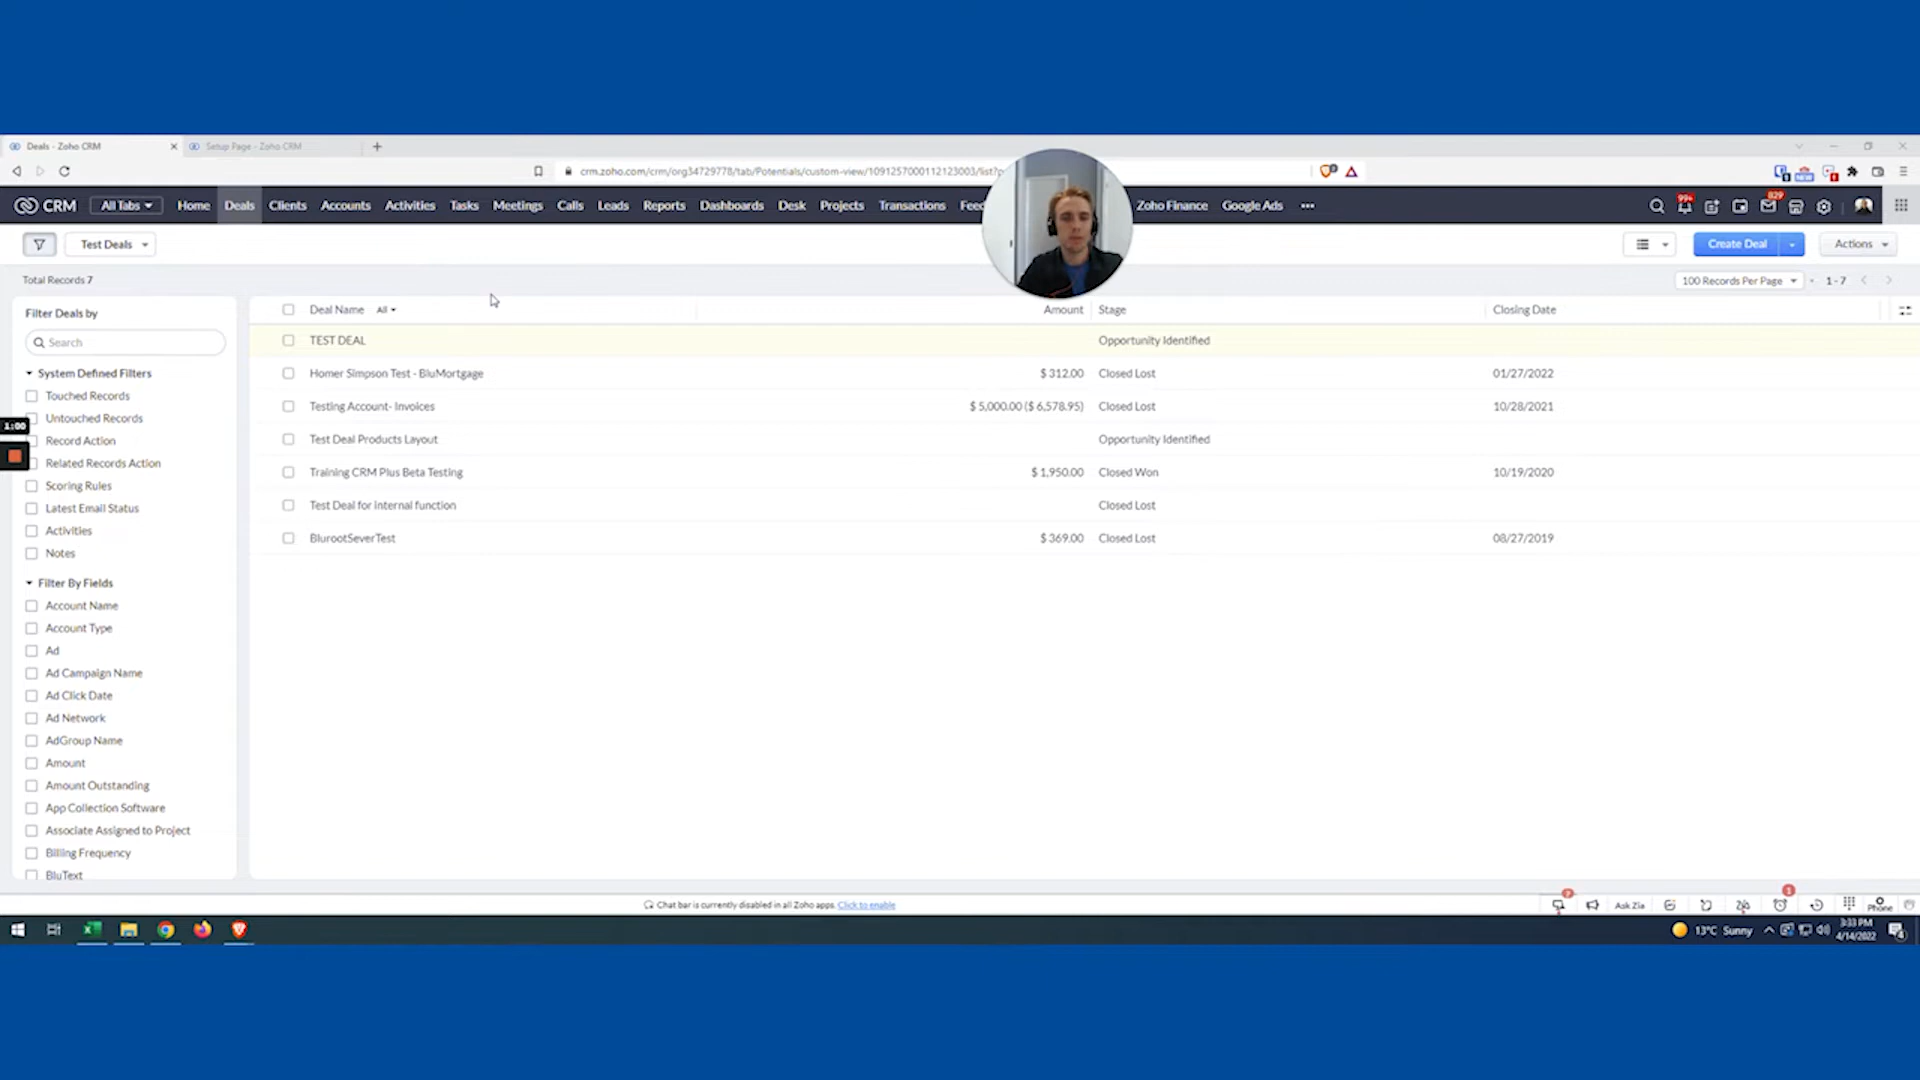 Deals - Zoho CRM
Setup Page - Zoho CRM
crm.zoho.com/crm/org34729778/tab/Potentials/custom-view/1091257000112123003/list?
CRM All Tabs Home Deals Clients Accounts Activities Tasks Meetings Calls Leads Reports Dashboards Desk Projects Transactions Zoho Finance Google Ads
99+
829
Test Deals
Create Deal
Actions
Total Records 7
100 Records Per Page 1 - 7
Filter Deals by
Search
System Defined Filters
Touched Records
Untouched Records
Record Action
Related Records Action
Scoring Rules
Latest Email Status
Activities
Notes
Filter By Fields
Account Name
Account Type
Ad
Ad Campaign Name
Ad Click Date
Ad Network
AdGroup Name
Amount
Amount Outstanding
App Collection Software
Associate Assigned to Project
Billing Frequency
BluText
1:00
Deal Name All Amount Stage Closing Date
TEST DEAL Opportunity Identified
Homer Simpson Test - BluMortgage $ 312.00 Closed Lost 01/27/2022
Testing Account- Invoices $ 5,000.00 ($ 6,578.95) Closed Lost 10/28/2021
Test Deal Products Layout Opportunity Identified
Training CRM Plus Beta Testing $ 1,950.00 Closed Won 10/19/2020
Test Deal for internal function Closed Lost
BlurootSeverTest $ 369.00 Closed Lost 08/27/2019
Chat bar is currently disabled in all Zoho apps. Click to enable
Ask Zia
1
Phone
13°C Sunny
3:33 PM
4/14/2022